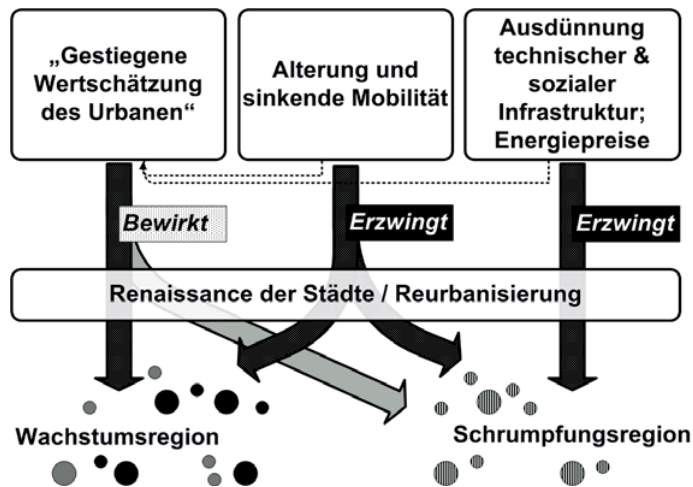 „Gestiegene
Wertschätzung
des Urbanen“
Alterung und
sinkende Mobilität
Ausdünnung
technischer &
sozialer
Infrastruktur;
Energiepreise
Bewirkt
Erzwingt
Erzwingt
Renaissance der Städte / Reurbanisierung
Wachstumsregion
Schrumpfungsregion